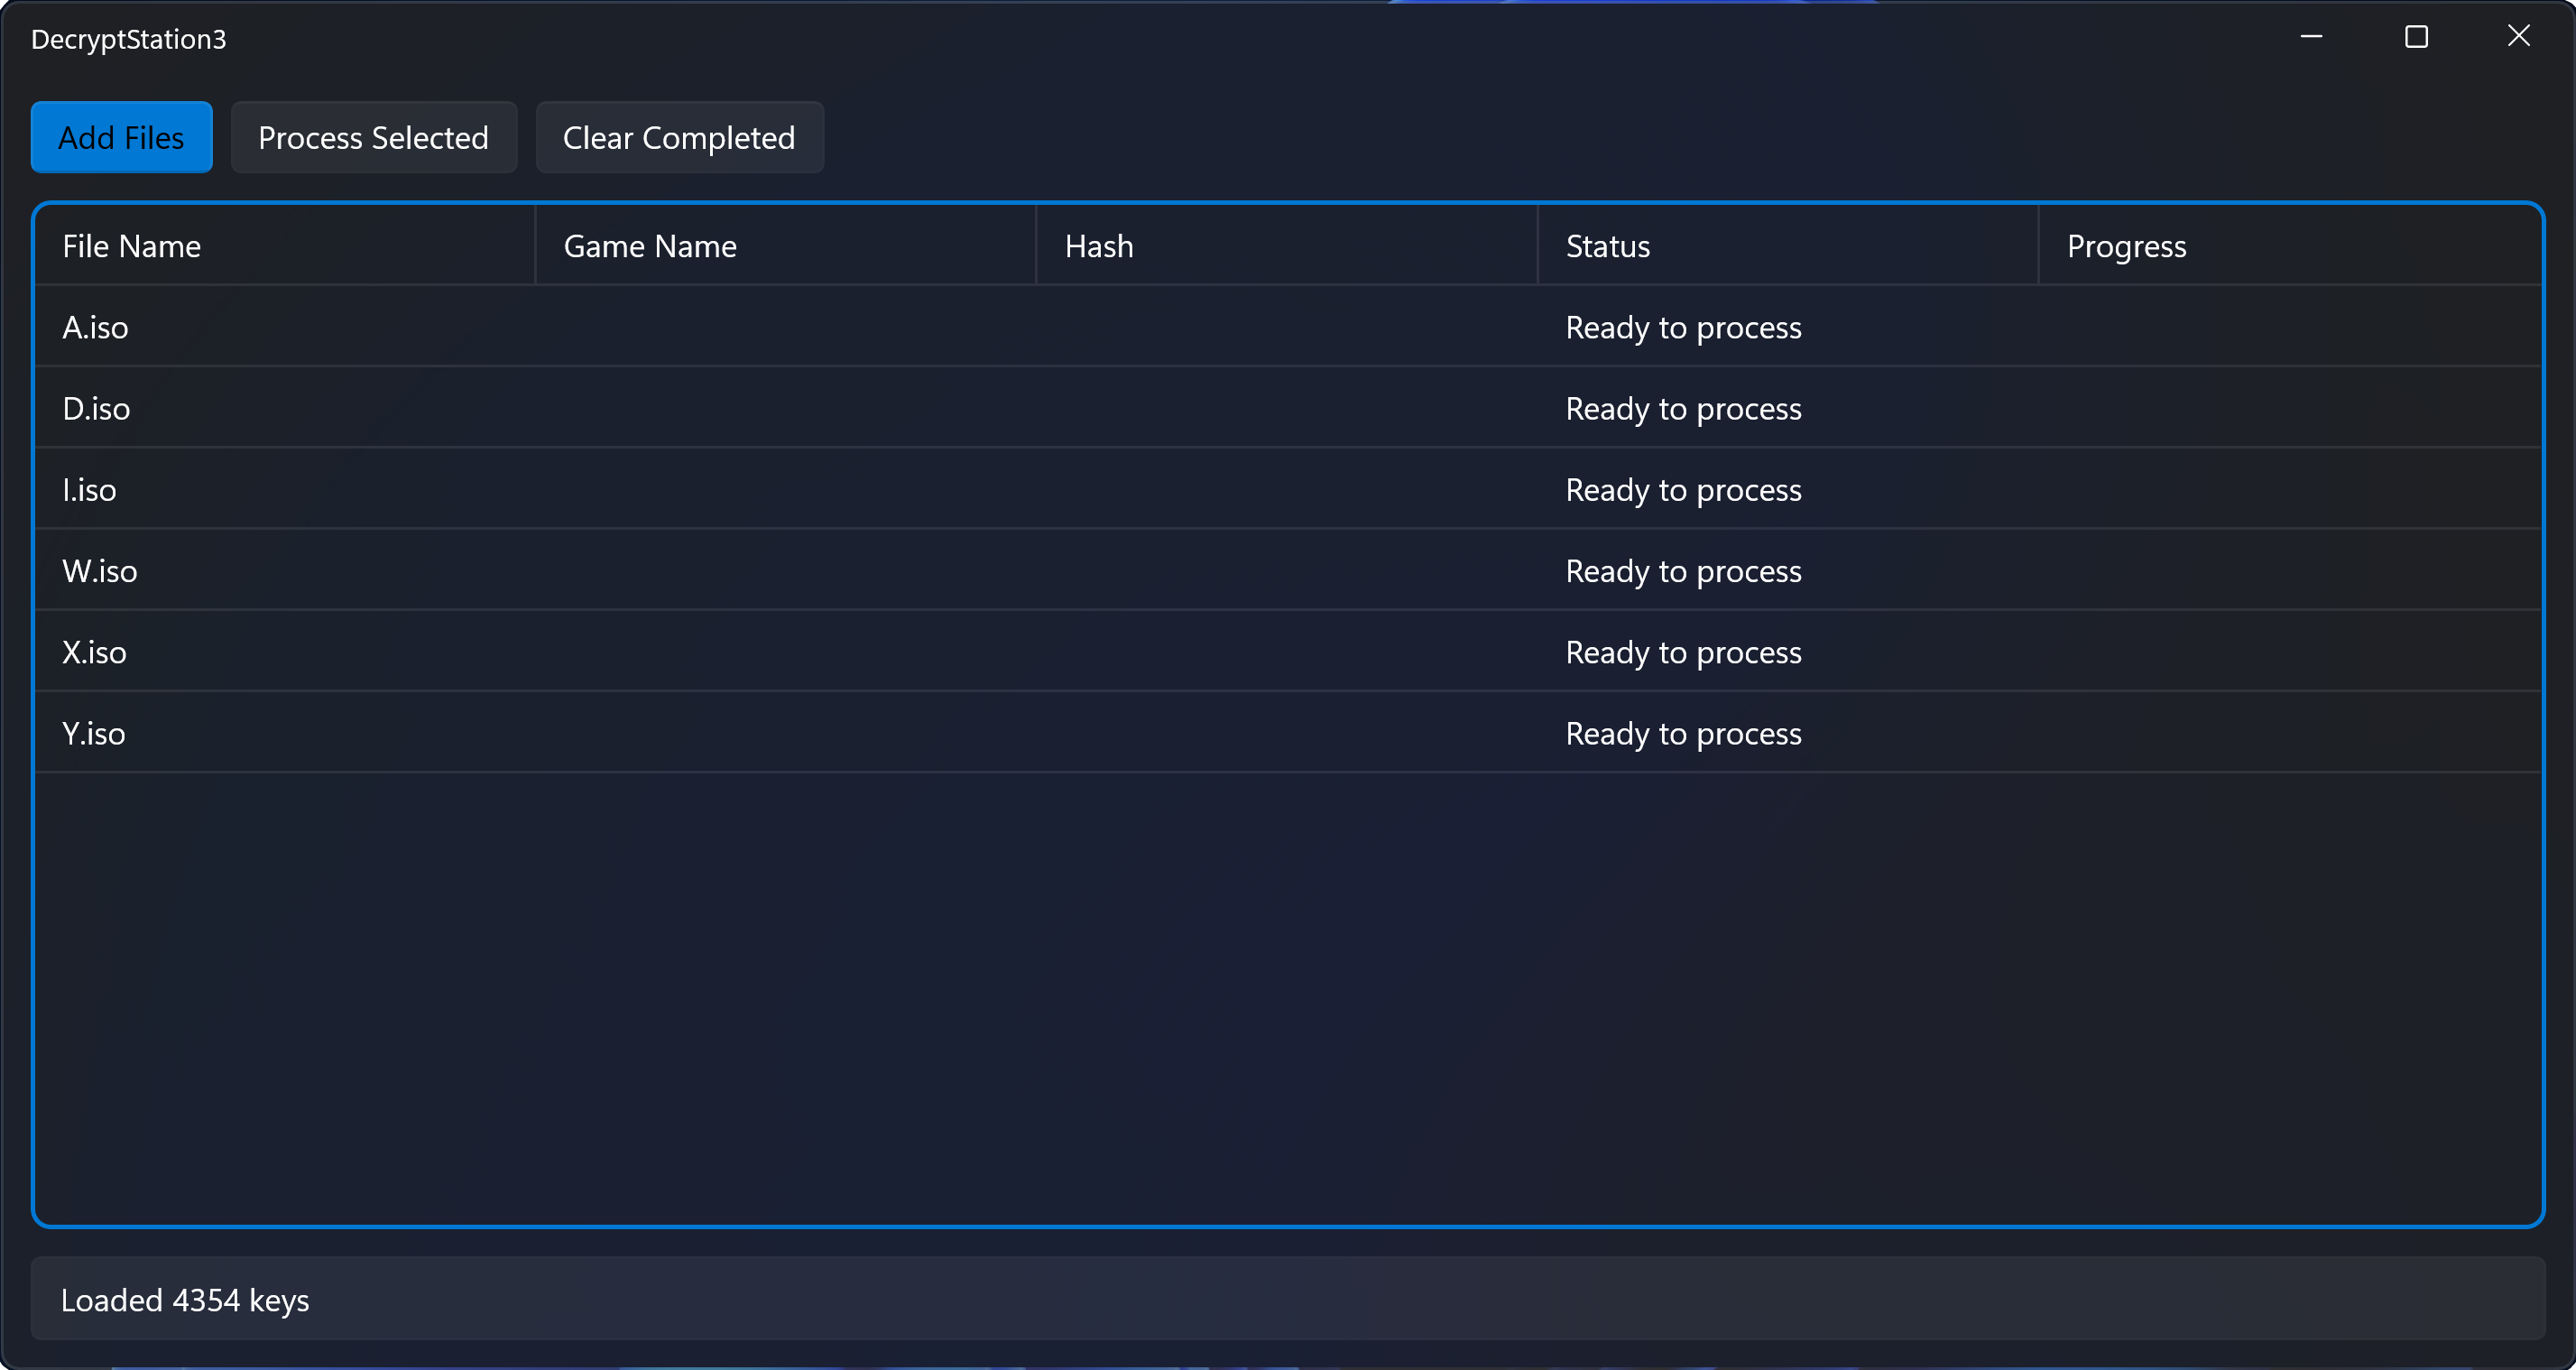 DecryptStation3
Add Files Process Selected Clear Completed
File Name Game Name Hash Status Progress
A.iso Ready to process
D.iso Ready to process
I.iso Ready to process
W.iso Ready to process
X.iso Ready to process
Y.iso Ready to process
Loaded 4354 keys